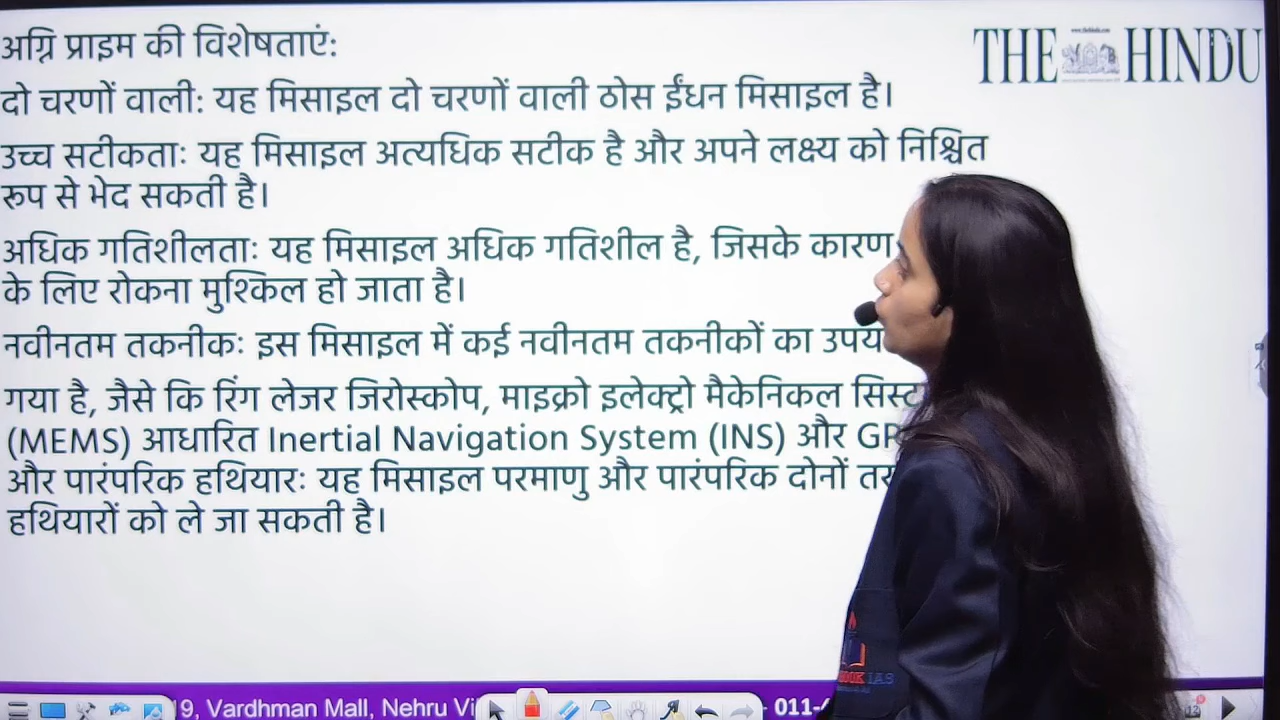 अग्नि प्राइम की विशेषताएं:
THE HINDU
दो चरणों वाली: यह मिसाइल दो चरणों वाली ठोस ईंधन मिसाइल है।
उच्च सटीकताः यह मिसाइल अत्यधिक सटीक है और अपने लक्ष्य को निश्चित
रूप से भेद सकती है।
अधिक गतिशीलताः यह मिसाइल अधिक गतिशील है, जिसके कारण
के लिए रोकना मुश्किल हो जाता है।
नवीनतम तकनीकः इस मिसाइल में कई नवीनतम तकनीकों का
गया है, जैसे कि रिंग लेजर जिरोस्कोप, माइक्रो इलेक्ट्रो मैकेनिकल
(MEMS) आधारित Inertial Navigation System (INS) और
और पारंपरिक हथियारः यह मिसाइल परमाणु और पारंपरिक दोनों
हथियारों को ले जा सकती है।
IAS
9, Vardhman Mall, Nehru